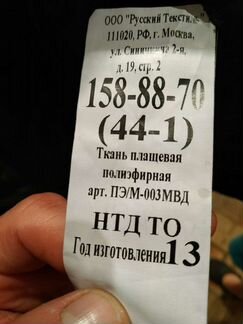 ООО "Русский Текстиль"
111020, РФ, г. Москва,
ул. Синичкина 2-я,
д. 19, стр. 2
158-88-70
(44-1)
Ткань плащевая
полиэфирная
арт. ПЭ/М-003МВД
НТД ТО
Год изготовления 13